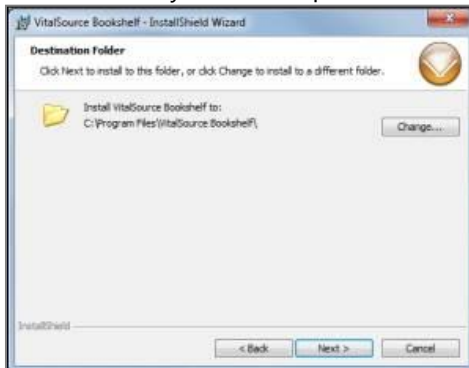 VitalSource Bookshelf - InstallShield Wizard
Destination Folder
Click Next to install to this folder, or click Change to install to a different folder.
Install VitalSource Bookshelf to:
C:\Program Files\VitalSource Bookshelf\
Change...
InstallShield
< Back Next > Cancel